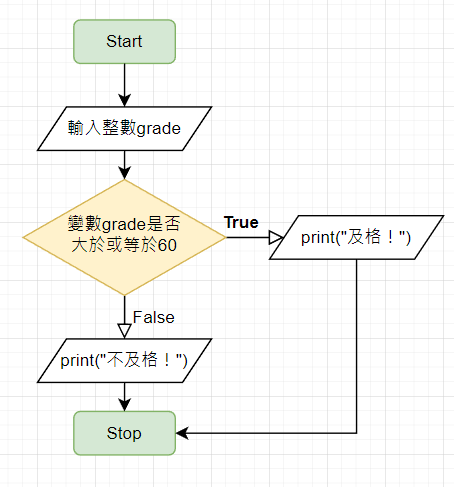 Start
輸入整數grade
變數grade是否
大於或等於60
True
print("及格！")
False
print("不及格！")
Stop